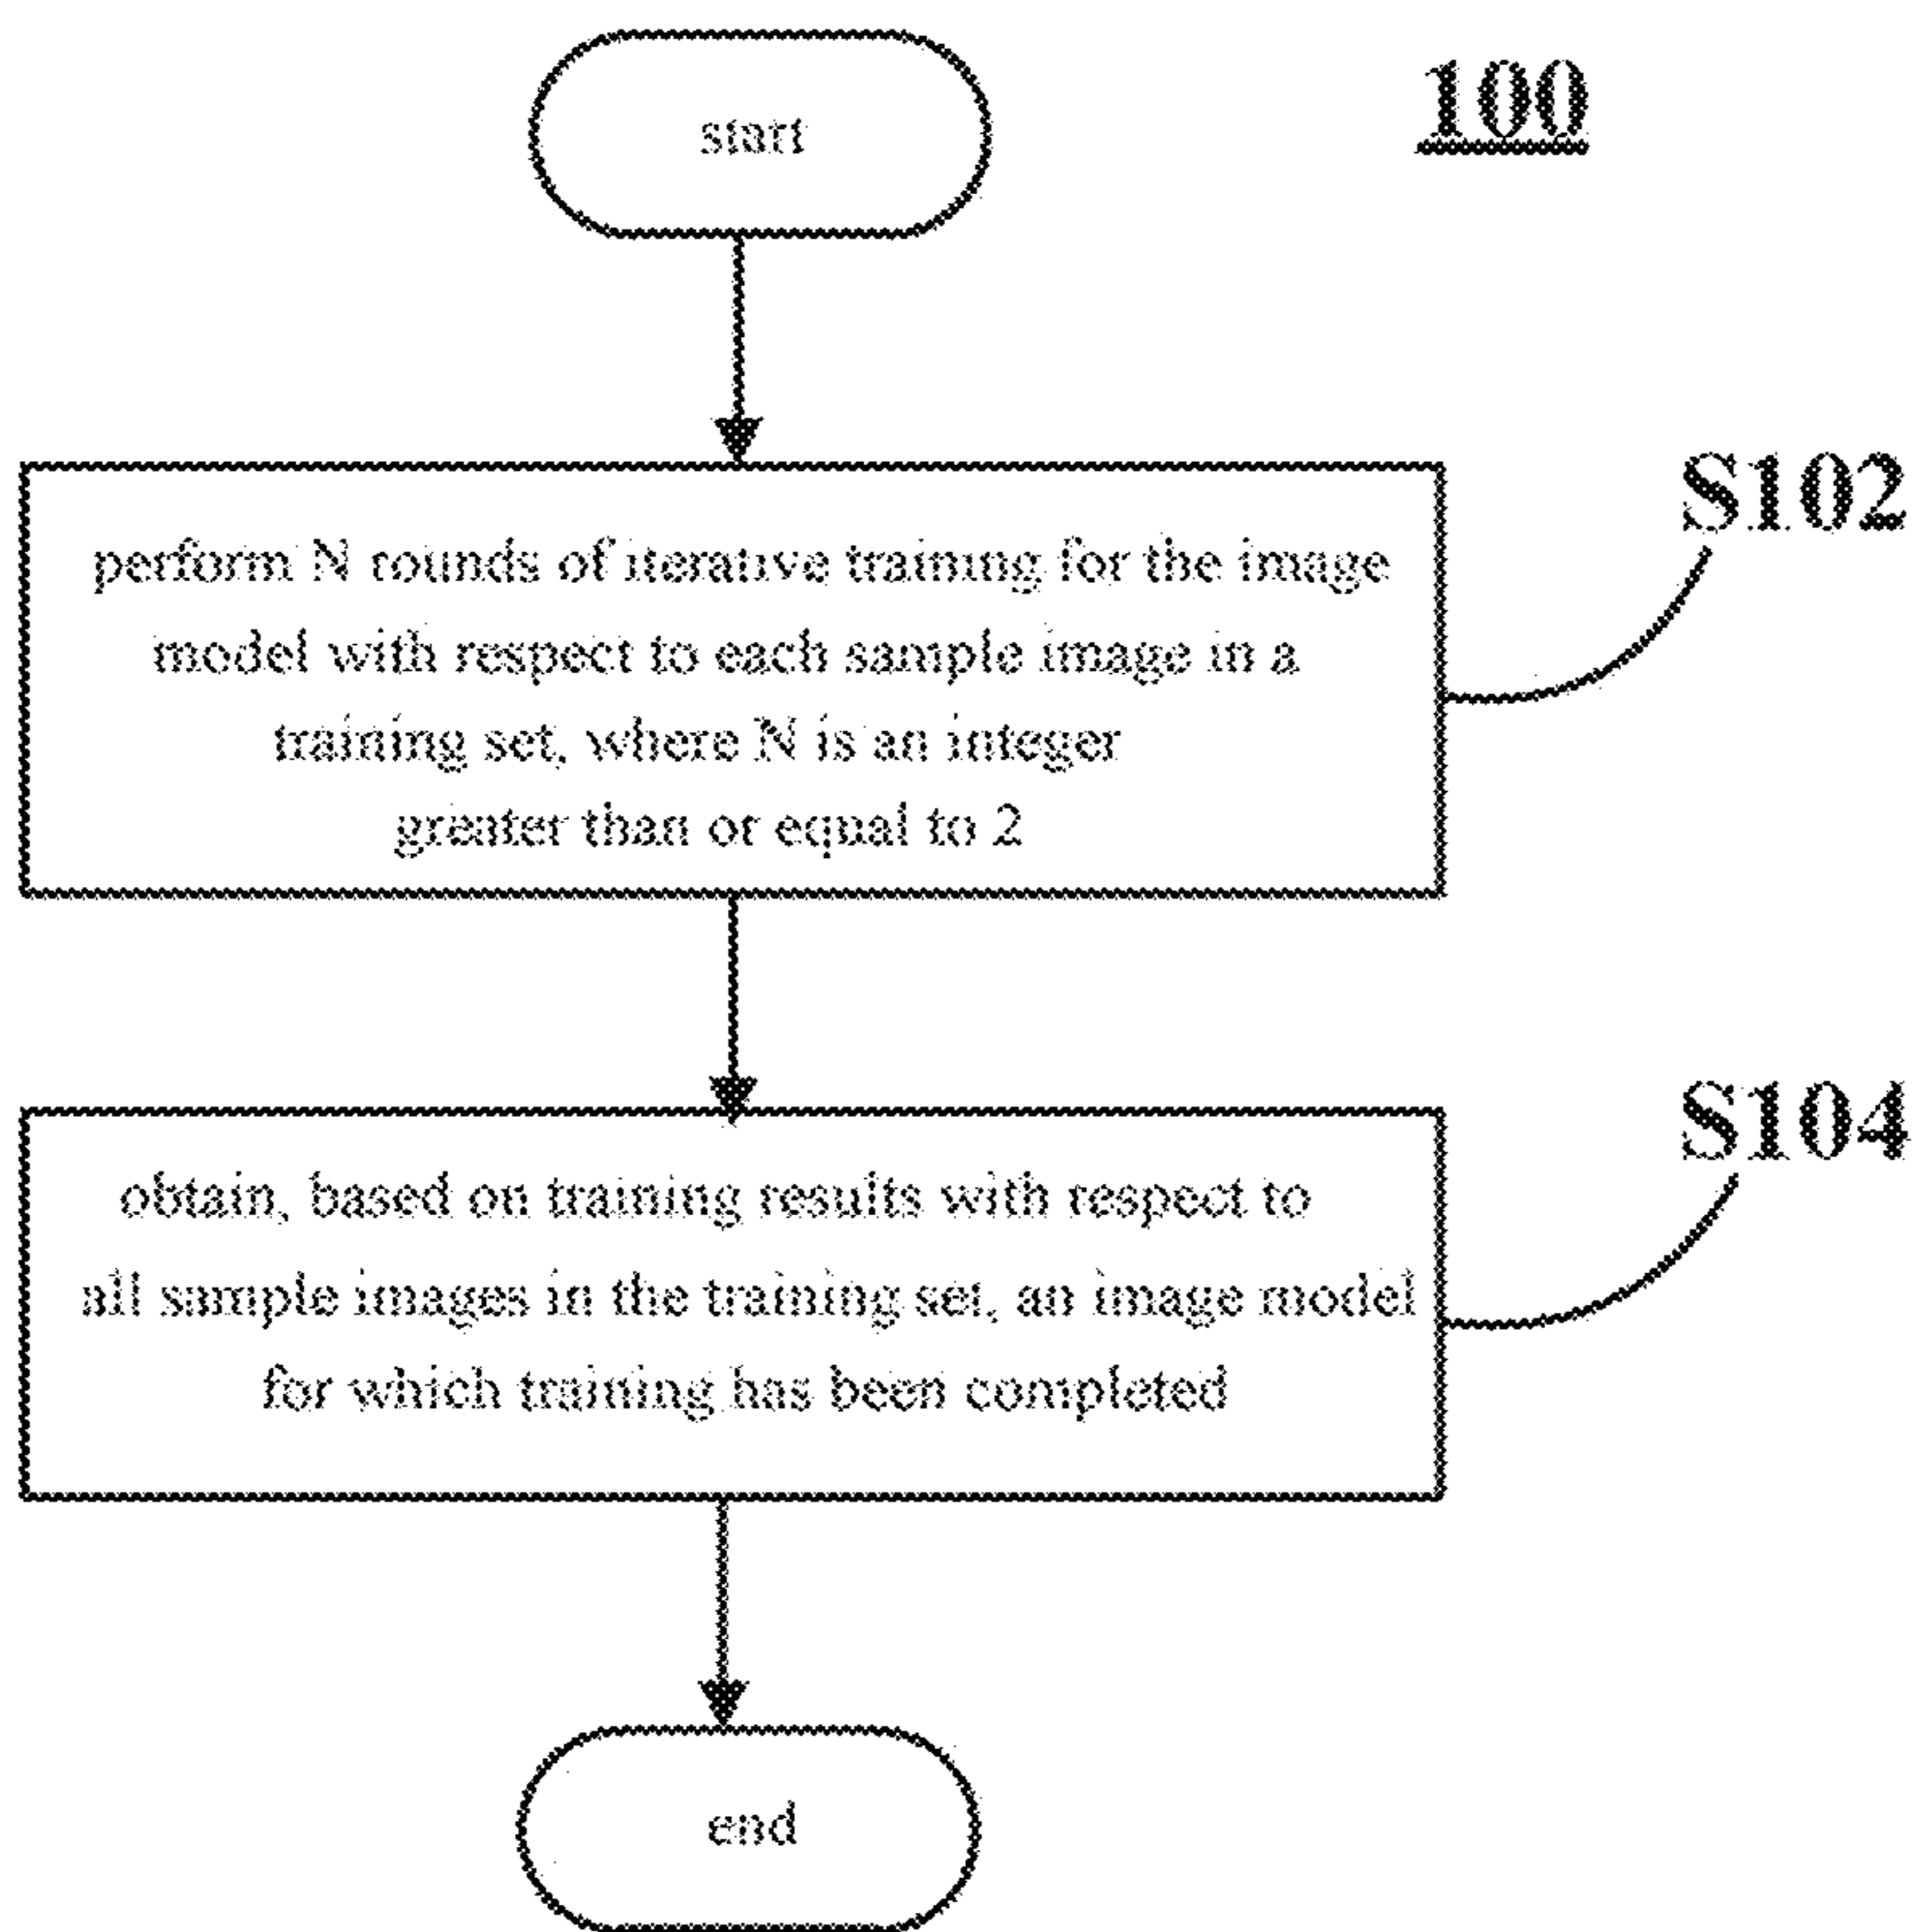 start
100
S102
perform N rounds of iterative training for the image
model with respect to each sample image in a
training set, where N is an integer
greater than or equal to 2
S104
obtain, based on training results with respect to
all sample images in the training set, an image model
for which training has been completed
end